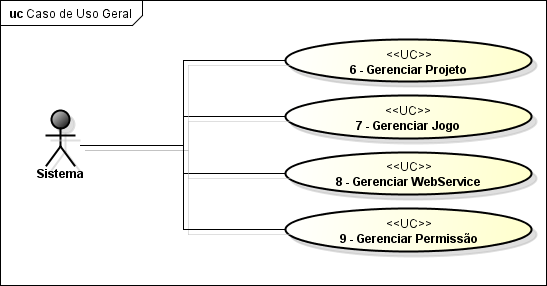 uc Caso de Uso Geral
<<UC>>
6 - Gerenciar Projeto
<<UC>>
7 - Gerenciar Jogo
Sistema
<<UC>>
8 - Gerenciar WebService
<<UC>>
9 - Gerenciar Permissão